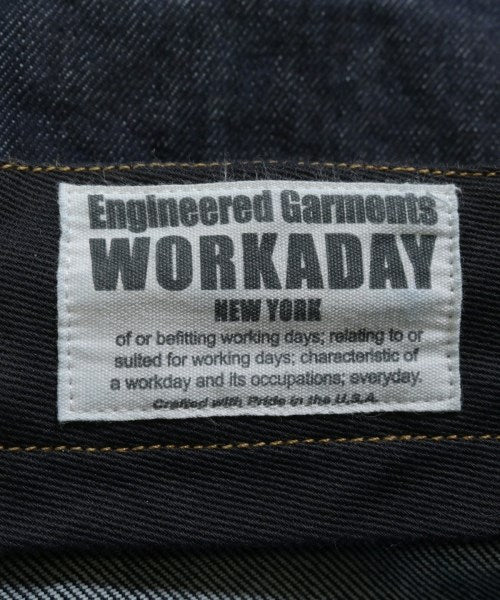 Engineered Garments
WORKADAY
NEW YORK
of or befitting working days; relating to or
suited for working days; characteristic of
a workday and its occupations; everyday.
Crafted with Pride in the U.S.A.